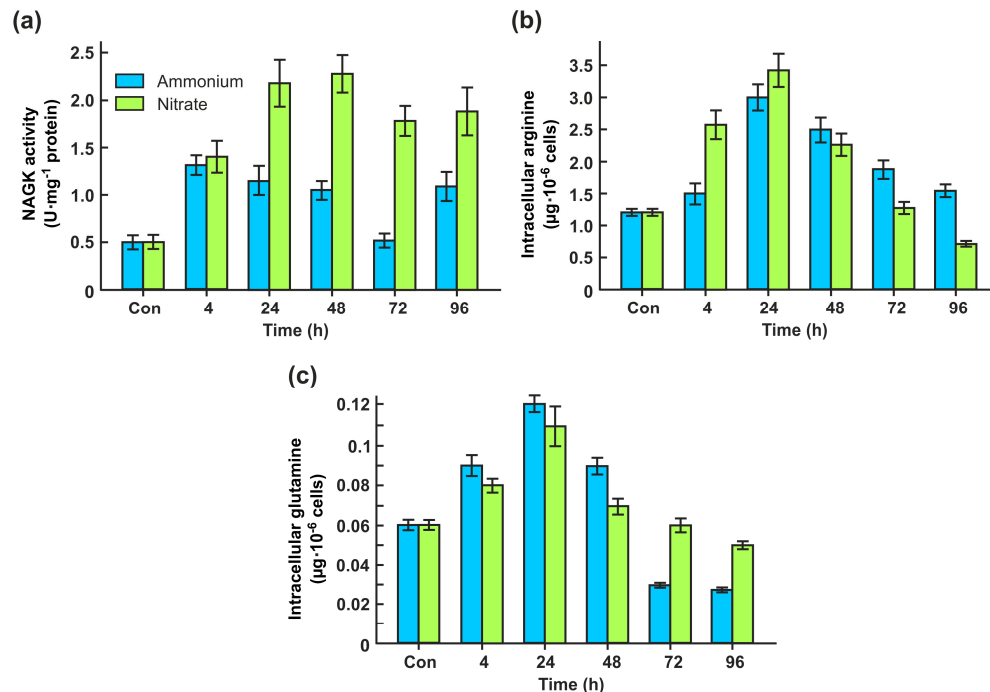 (a)
NAGK activity
(U·mg⁻¹ protein)
2.5
2.0
1.5
1.0
0.5
0
Ammonium
Nitrate
Con 4 24 48 72 96
Time (h)
(b)
Intracellular arginine
(µg·10⁻⁶ cells)
3.5
3.0
2.5
2.0
1.5
1.0
0.5
0
Con 4 24 48 72 96
Time (h)
(c)
Intracellular glutamine
(µg·10⁻⁶ cells)
0.12
0.1
0.08
0.06
0.04
0.02
0
Con 4 24 48 72 96
Time (h)